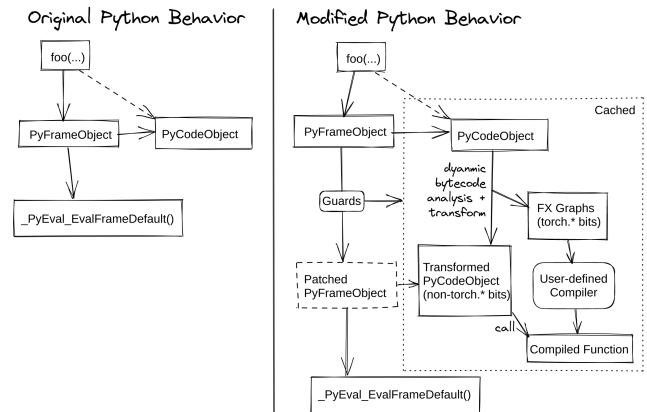 Original Python Behavior
foo(...)
PyFrameObject
PyCodeObject
_PyEval_EvalFrameDefault()
Modified Python Behavior
foo(...)
Cached
PyFrameObject
PyCodeObject
dyanmic
bytecode
analysis +
transform
Guards
FX Graphs
(torch.* bits)
Patched
PyFrameObject
Transformed
PyCodeObject
(non-torch.* bits)
User-defined
Compiler
call
Compiled Function
_PyEval_EvalFrameDefault()